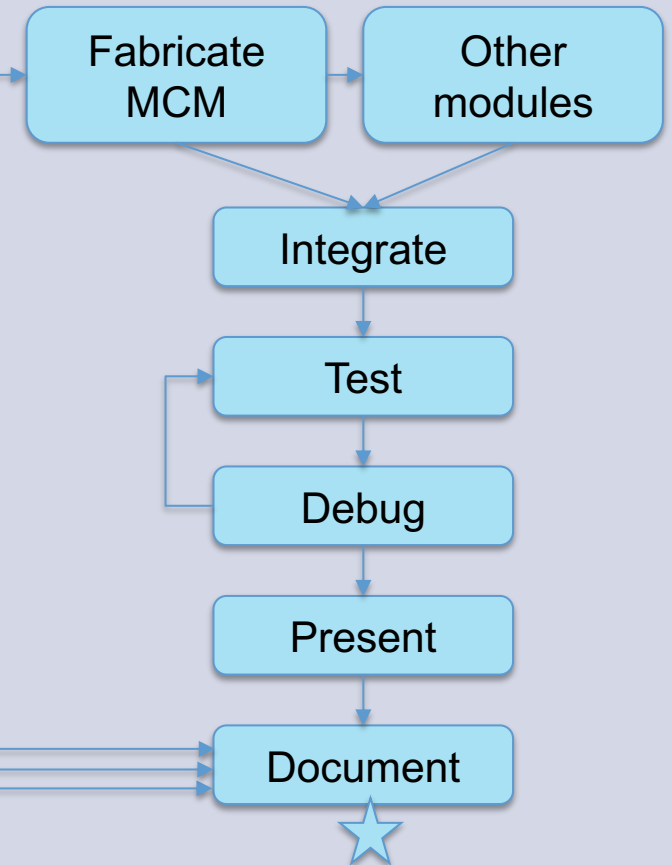 Fabricate
MCM
Other
modules
Integrate
Test
Debug
Present
Document